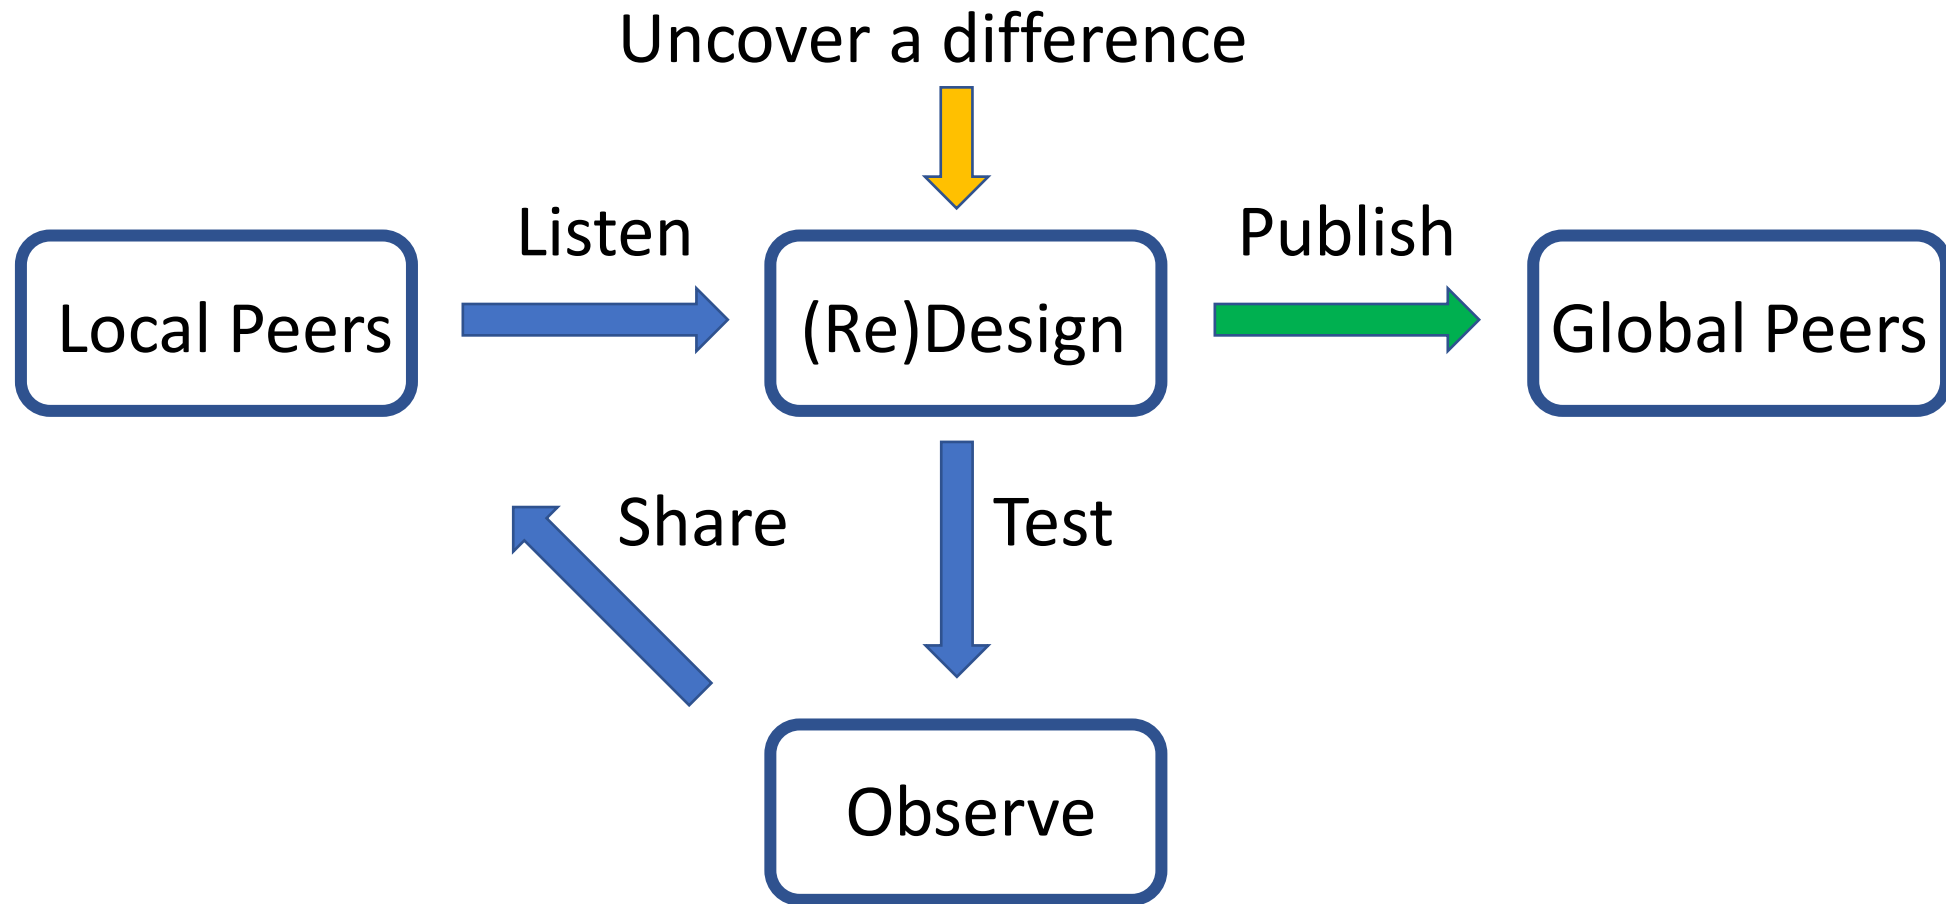 Uncover a difference
Listen
Publish
Local Peers
(Re)Design
Global Peers
Share
Test
Observe